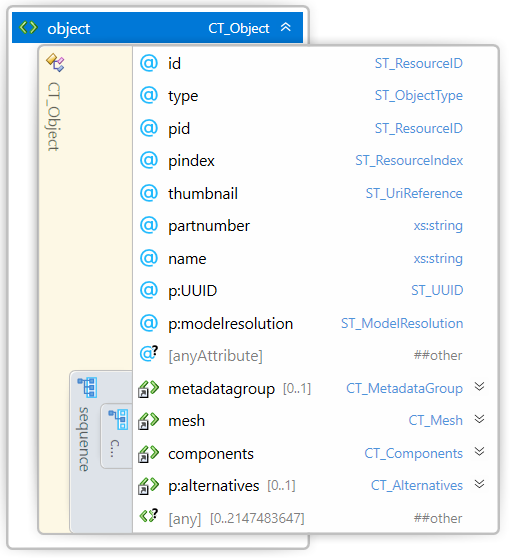 object CT_Object
CT_Object
@ id ST_ResourceID
@ type ST_ObjectType
@ pid ST_ResourceID
@ pindex ST_ResourceIndex
@ thumbnail ST_UriReference
@ partnumber xs:string
@ name xs:string
@ p:UUID ST_UUID
@ p:modelresolution ST_ModelResolution
@? [anyAttribute] ##other
sequence
c...
metadatagroup [0..1] CT_MetadataGroup
mesh CT_Mesh
components CT_Components
p:alternatives [0..1] CT_Alternatives
[any] [0..2147483647] ##other